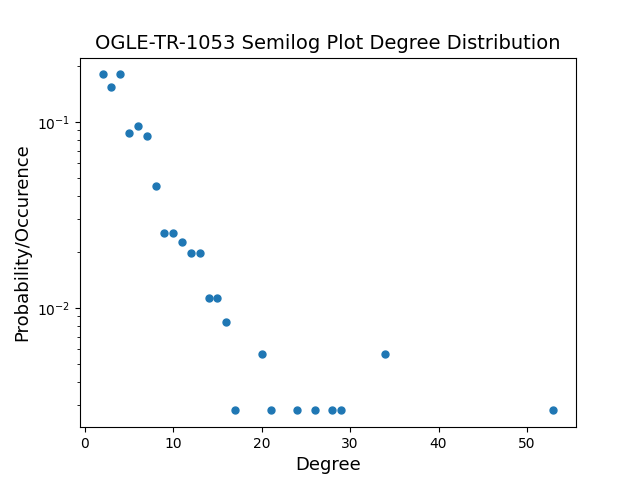 OGLE-TR-1053 Semilog Plot Degree Distribution
10⁻¹
10⁻²
Probability/Occurence
0 10 20 30 40 50
Degree